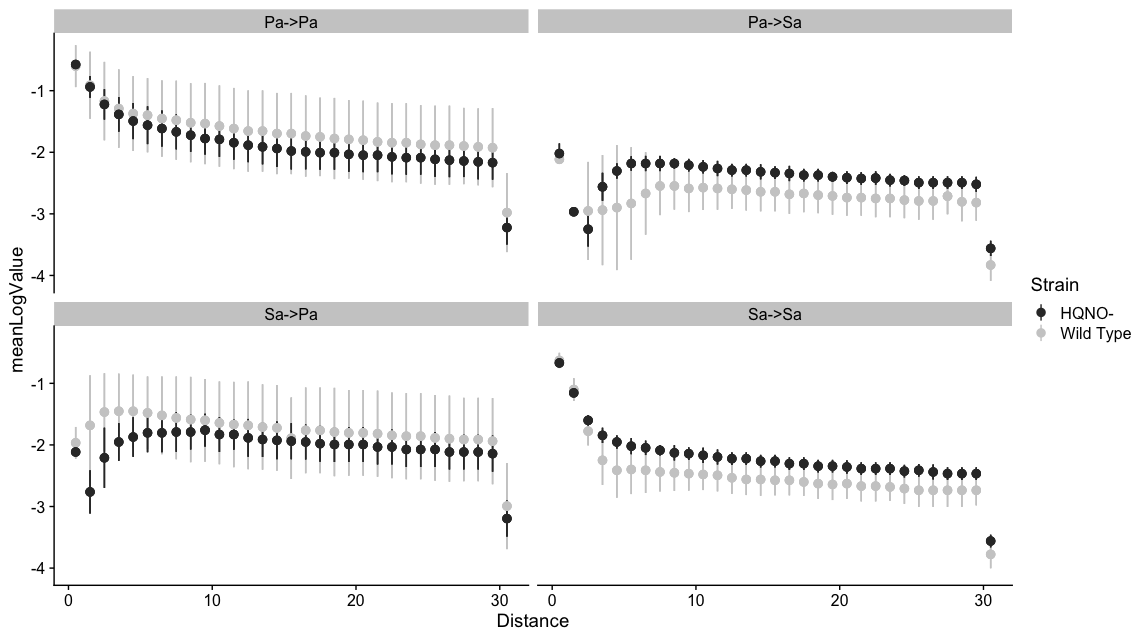 Pa->Pa
Pa->Sa
-1
-2
-3
-4
Sa->Pa
Sa->Sa
-1
-2
-3
-4
0
10
20
30
0
10
20
30
Distance
meanLogValue
Strain
HQNO-
Wild Type